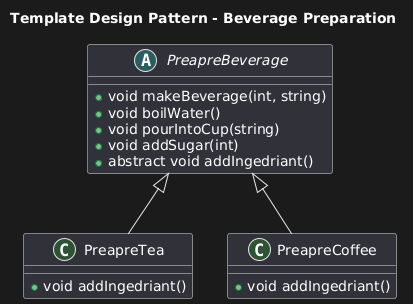 Template Design Pattern - Beverage Preparation
A PreapreBeverage
void makeBeverage(int, string)
void boilWater()
void pourIntoCup(string)
void addSugar(int)
abstract void addIngedriant()
C PreapreTea
void addIngedriant()
C PreapreCoffee
void addIngedriant()